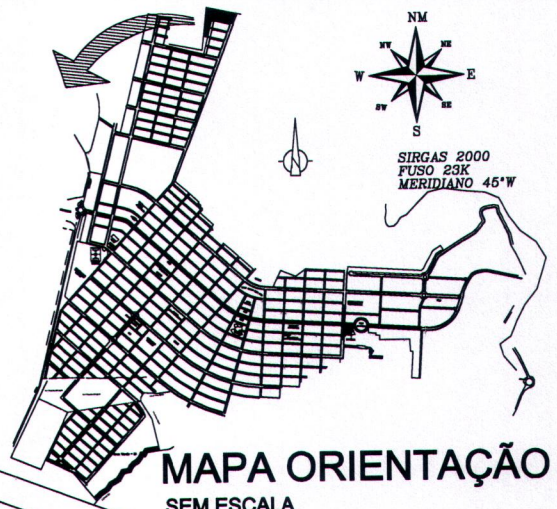 NM
NW NE
W E
SW SE
S
SIRGAS 2000
FUSO 23K
MERIDIANO 45°W
MAPA ORIENTAÇÃO
SEM ESCALA